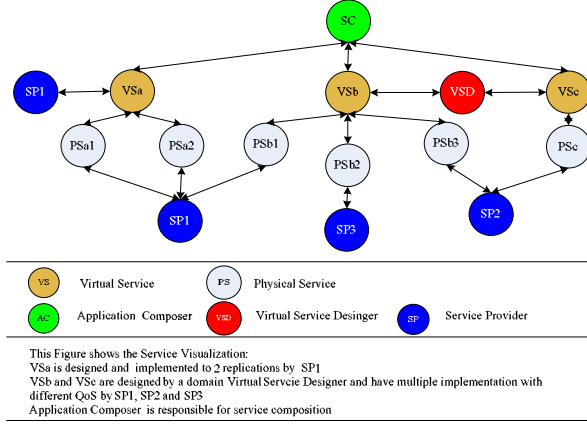 SC
SP1
VSa
VSb
VSD
VSc
PSa1
PSa2
PSb1
PSb2
PSb3
PSc
SP1
SP3
SP2
VS
Virtual Service
PS
Physical Service
AC
Application Composer
VSD
Virtual Service Desinger
SP
Service Provider
This Figure shows the Service Visualization:
VSa is designed and implemented to 2 replications by SP1
VSb and VSc are designed by a domain Virtual Servcie Designer and have multiple implementation with
different QoS by SP1, SP2 and SP3
Application Composer is responsible for service composition